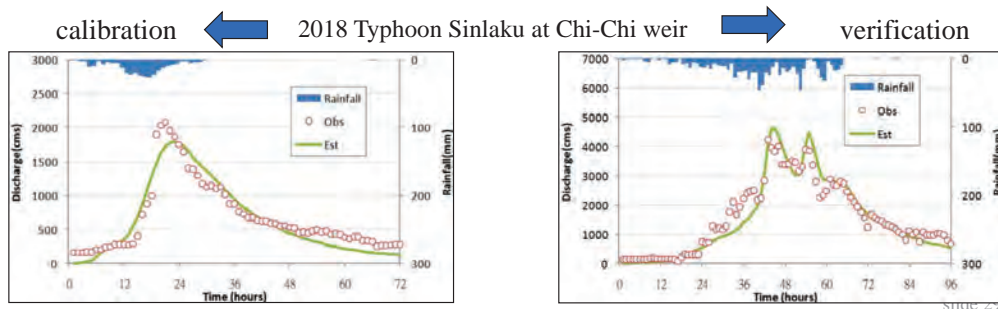 calibration 2018 Typhoon Sinlaku at Chi-Chi weir verification
3000 0
2500
2000 100
1500
1000 200
500
0 300
Discharge(cms)
Rainfall(mm)
Rainfall
Obs
Est
0 12 24 36 48 60 72
Time (hours)
7000 0
6000
5000 100
4000
3000 200
2000
1000
0 300
Discharge(cms)
Rainfall(mm)
Rainfall
Obs
Est
0 12 24 36 48 60 72 84 96
Time (hours)